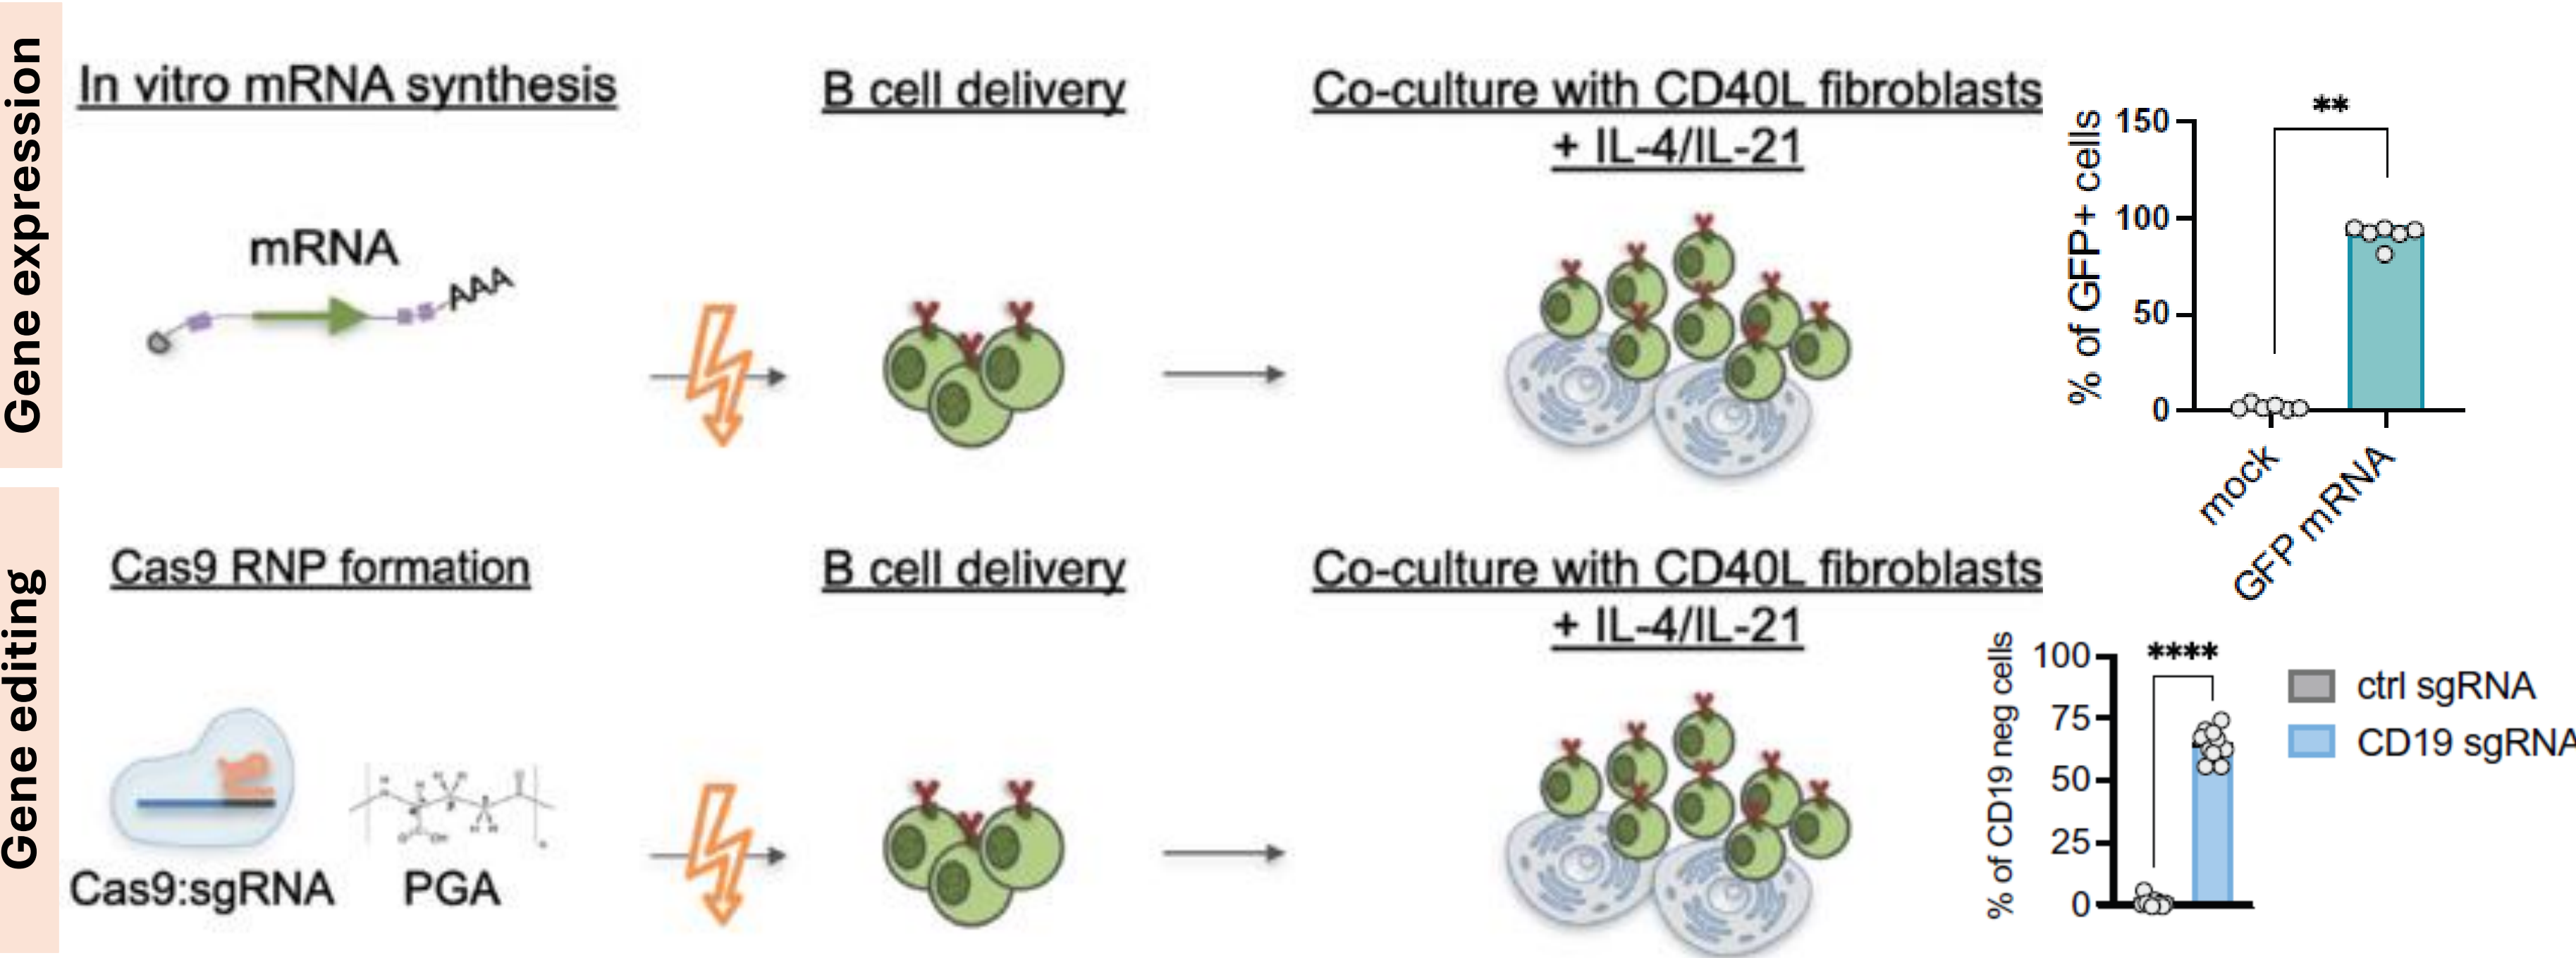 Gene expression
In vitro mRNA synthesis
B cell delivery
Co-culture with CD40L fibroblasts
+ IL-4/IL-21
mRNA
AAA
% of GFP+ cells
**
150
100
50
0
mock
GFP mRNA
Gene editing
Cas9 RNP formation
B cell delivery
Co-culture with CD40L fibroblasts
+ IL-4/IL-21
Cas9:sgRNA
PGA
% of CD19 neg cells
****
100
75
50
25
0
ctrl sgRNA
CD19 sgRNA